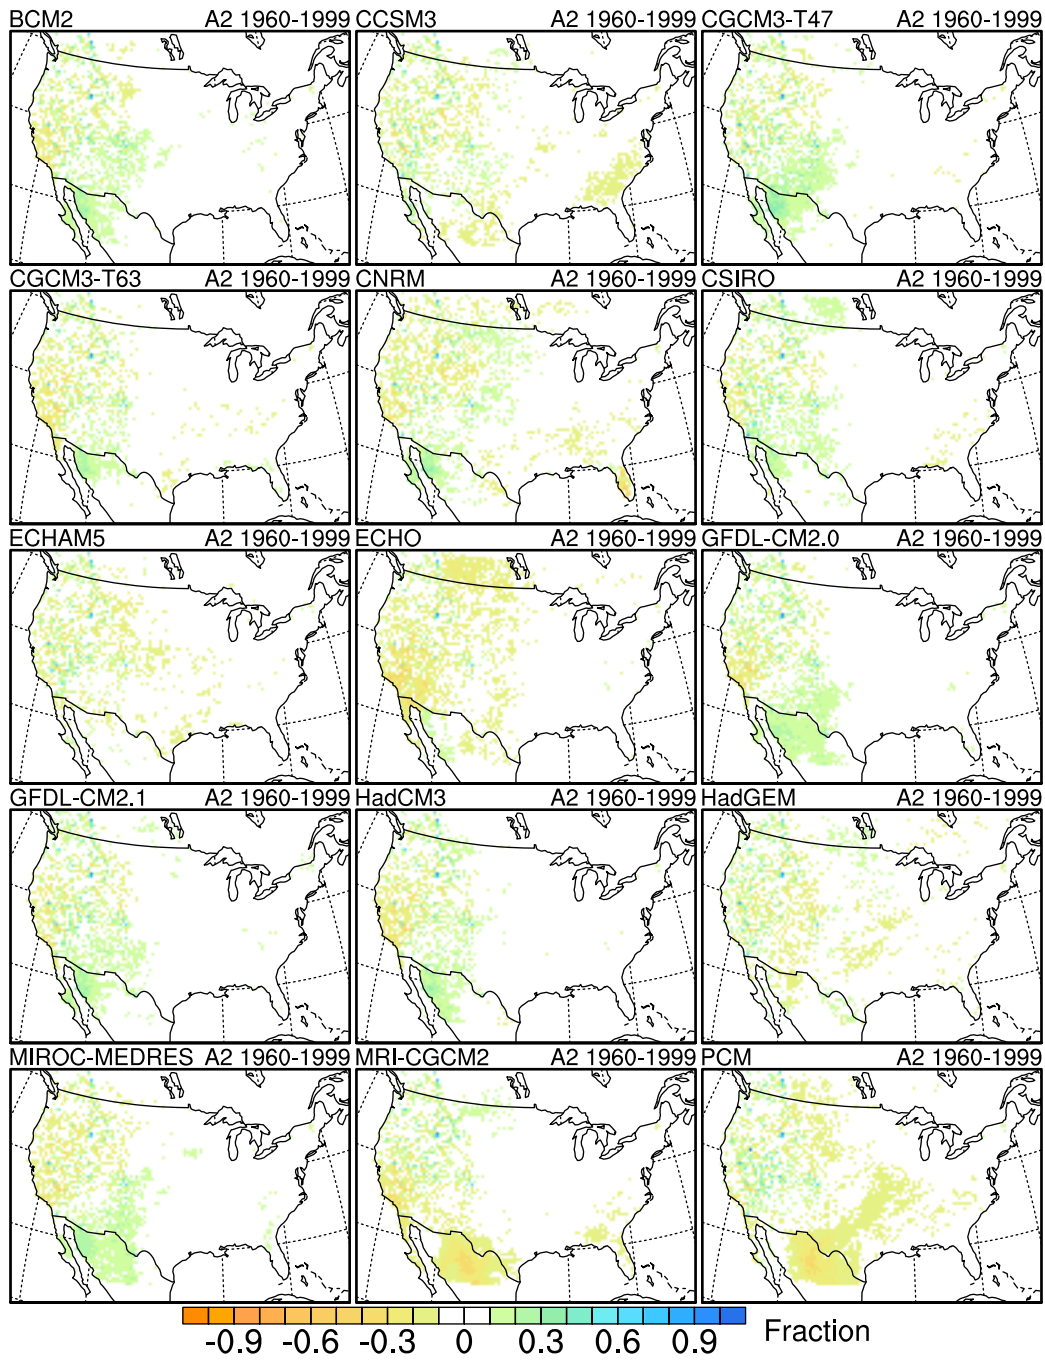 BCM2 A2 1960-1999 CCSM3 A2 1960-1999 CGCM3-T47 A2 1960-1999
CGCM3-T63 A2 1960-1999 CNRM A2 1960-1999 CSIRO A2 1960-1999
ECHAM5 A2 1960-1999 ECHO A2 1960-1999 GFDL-CM2.0 A2 1960-1999
GFDL-CM2.1 A2 1960-1999 HadCM3 A2 1960-1999 HadGEM A2 1960-1999
MIROC-MEDRES A2 1960-1999 MRI-CGCM2 A2 1960-1999 PCM A2 1960-1999
-0.9 -0.6 -0.3 0 0.3 0.6 0.9 Fraction